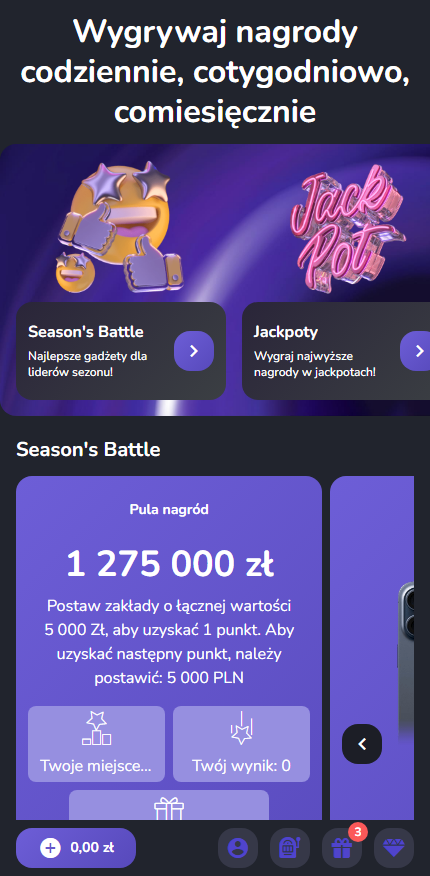 Wygrywaj nagrody
codziennie, cotygodniowo,
comiesięcznie
Jack
Pot
Season's Battle
Najlepsze gadżety dla
liderów sezonu!
Jackpoty
Wygraj najwyższe
nagrody w jackpotach!
Season's Battle
Pula nagród
1 275 000 zł
Postaw zakłady o łącznej wartości
5 000 Zł, aby uzyskać 1 punkt. Aby
uzyskać następny punkt, należy
postawić: 5 000 PLN
Twoje miejsce...
Twój wynik: 0
0,00 zł
3